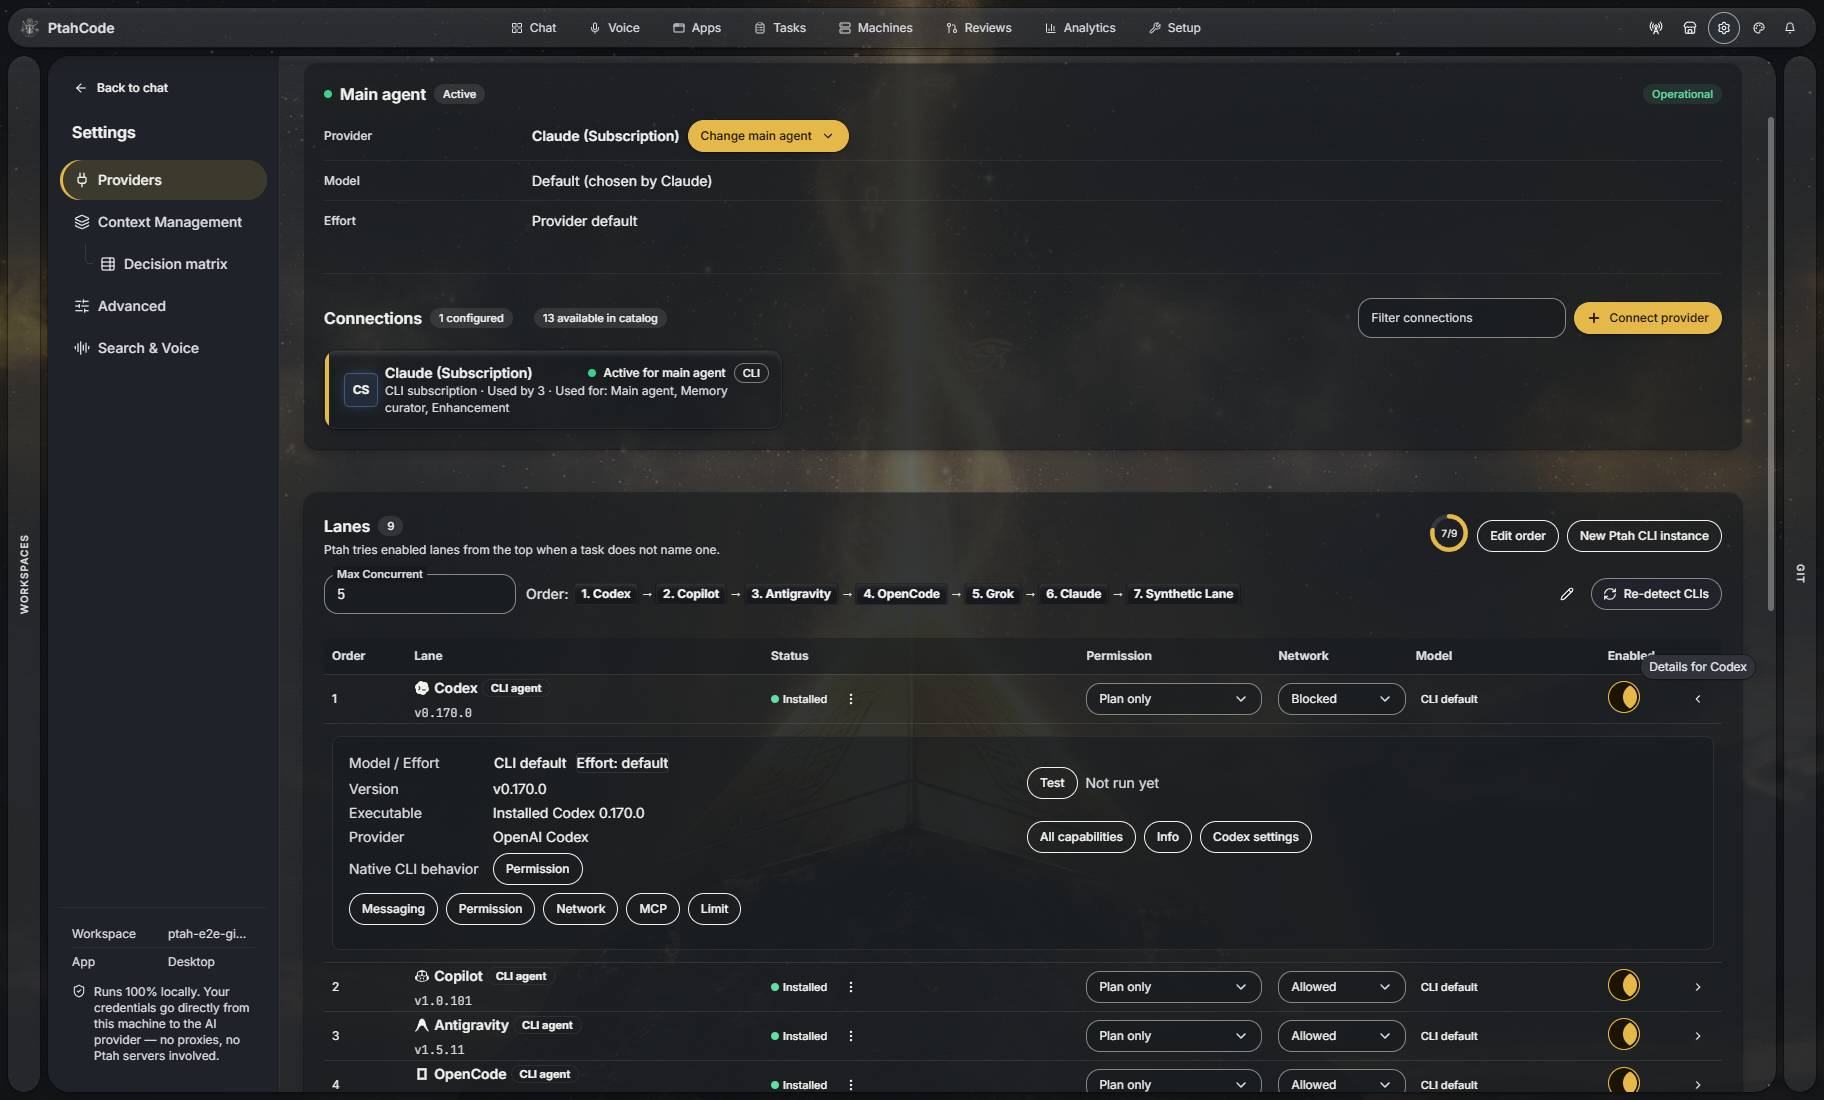 PtahCode
Chat
Voice
Apps
Tasks
Machines
Reviews
Analytics
Setup
WORKSPACES
Back to chat
Settings
Providers
Context Management
Decision matrix
Advanced
Search & Voice
Workspace ptah-e2e-gi...
App Desktop
Runs 100% locally. Your
credentials go directly from
this machine to the AI
provider — no proxies, no
Ptah servers involved.
Main agent Active Operational
Provider Claude (Subscription) Change main agent
Model Default (chosen by Claude)
Effort Provider default
Connections 1 configured 13 available in catalog Filter connections + Connect provider
CS Claude (Subscription) Active for main agent CLI
CLI subscription · Used by 3 · Used for: Main agent, Memory
curator, Enhancement
Lanes 9 7/9 Edit order New Ptah CLI instance
Ptah tries enabled lanes from the top when a task does not name one.
Max Concurrent
5 Order: 1. Codex → 2. Copilot → 3. Antigravity → 4. OpenCode → 5. Grok → 6. Claude → 7. Synthetic Lane Re-detect CLIs
Order Lane Status Permission Network Model Enabled
Details for Codex
Codex CLI agent
1 Installed Plan only Blocked CLI default
v0.170.0
Model / Effort CLI default Effort: default
Version v0.170.0
Executable Installed Codex 0.170.0
Provider OpenAI Codex
Native CLI behavior Permission
Messaging Permission Network MCP Limit
Test Not run yet
All capabilities Info Codex settings
Copilot CLI agent
2 Installed Plan only Allowed CLI default
v1.0.101
Antigravity CLI agent
3 Installed Plan only Allowed CLI default
v1.5.11
OpenCode CLI agent
4 Installed Plan only Allowed CLI default
GIT